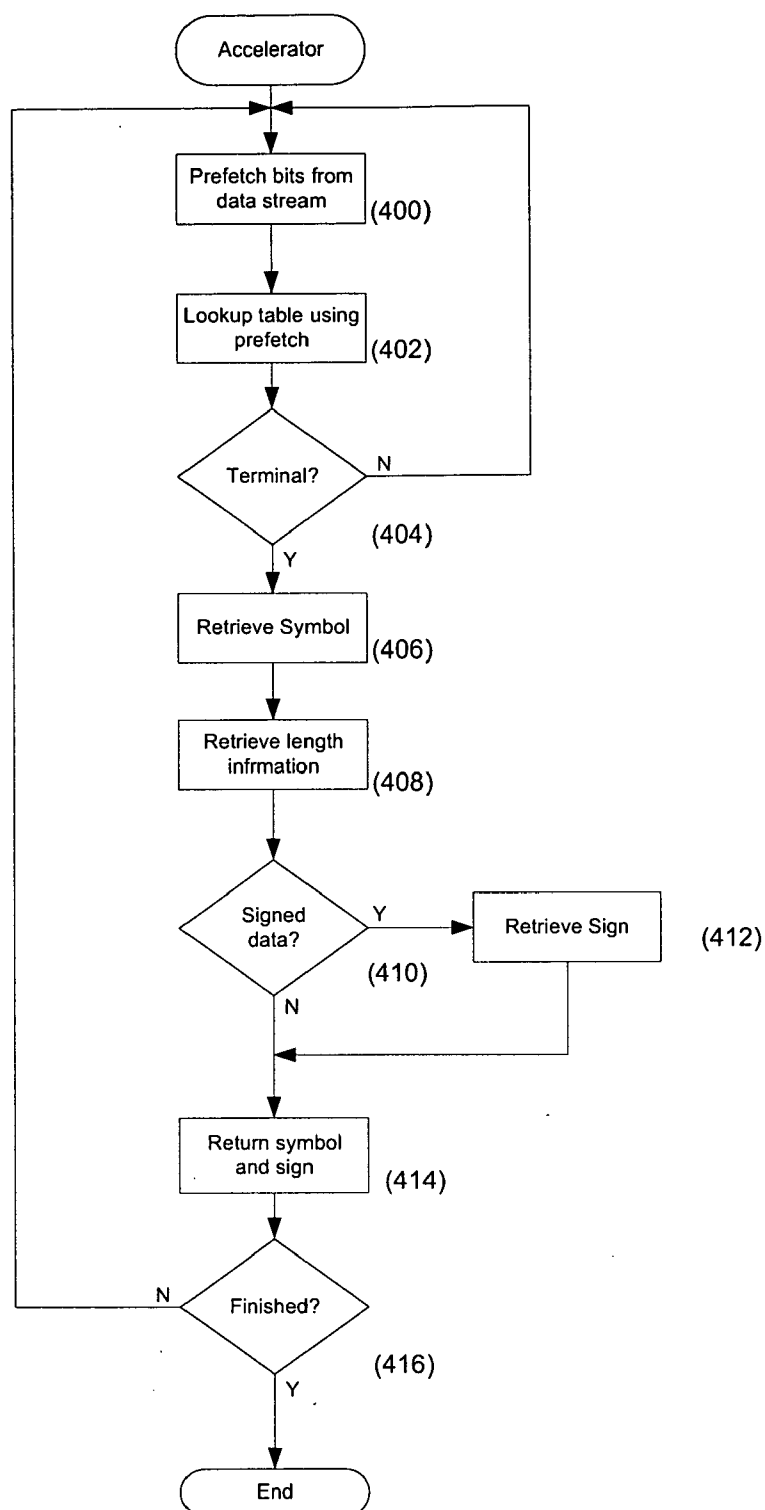 Accelerator
Prefetch bits from
data stream
(400)
Lookup table using
prefetch
(402)
Terminal?
N
(404)
Y
Retrieve Symbol
(406)
Retrieve length
infrmation
(408)
Signed
data?
Y
(410)
N
Retrieve Sign
(412)
Return symbol
and sign
(414)
N
Finished?
(416)
Y
End